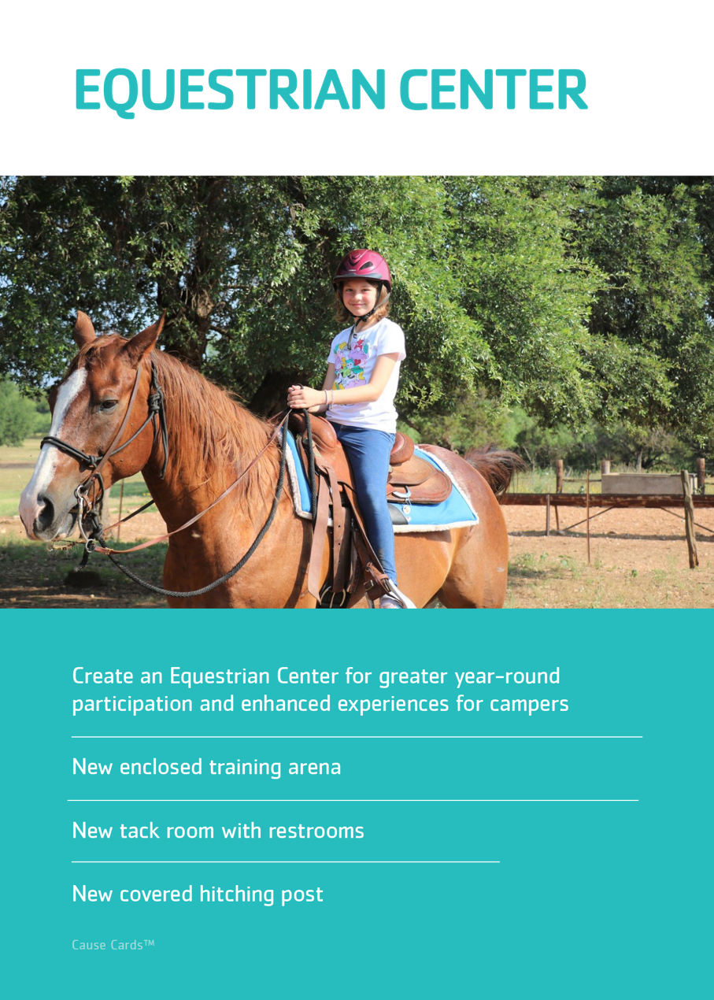 EQUESTRIAN CENTER
Create an Equestrian Center for greater year-round
participation and enhanced experiences for campers
New enclosed training arena
New tack room with restrooms
New covered hitching post
Cause Cards™